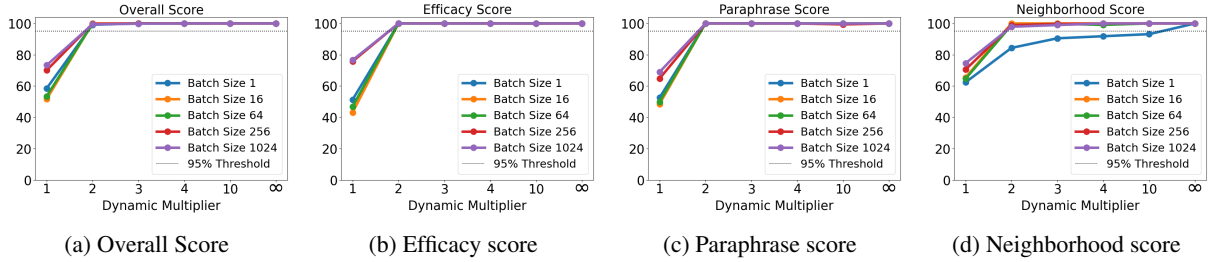 Overall Score
100
80
60
40
20
0
1 2 3 4 10 ∞
Dynamic Multiplier
Batch Size 1
Batch Size 16
Batch Size 64
Batch Size 256
Batch Size 1024
95% Threshold
(a) Overall Score
Efficacy Score
100
80
60
40
20
0
1 2 3 4 10 ∞
Dynamic Multiplier
Batch Size 1
Batch Size 16
Batch Size 64
Batch Size 256
Batch Size 1024
95% Threshold
(b) Efficacy score
Paraphrase Score
100
80
60
40
20
0
1 2 3 4 10 ∞
Dynamic Multiplier
Batch Size 1
Batch Size 16
Batch Size 64
Batch Size 256
Batch Size 1024
95% Threshold
(c) Paraphrase score
Neighborhood Score
100
80
60
40
20
0
1 2 3 4 10 ∞
Dynamic Multiplier
Batch Size 1
Batch Size 16
Batch Size 64
Batch Size 256
Batch Size 1024
95% Threshold
(d) Neighborhood score